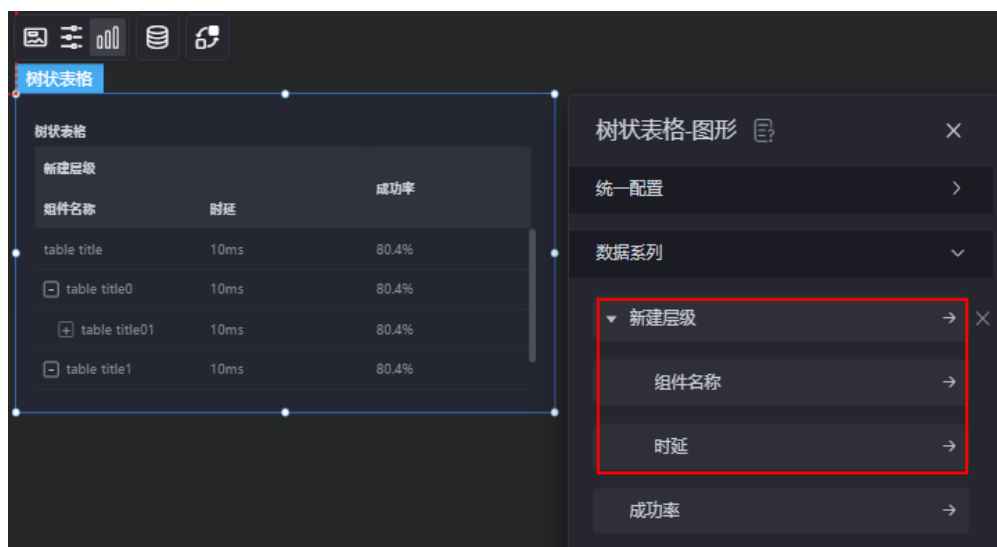 树状表格
树状表格
新建层级
成功率
组件名称 时延
table title 10ms 80.4%
table title0 10ms 80.4%
table title01 10ms 80.4%
table title1 10ms 80.4%
树状表格-图形
统一配置
数据系列
新建层级
组件名称
时延
成功率